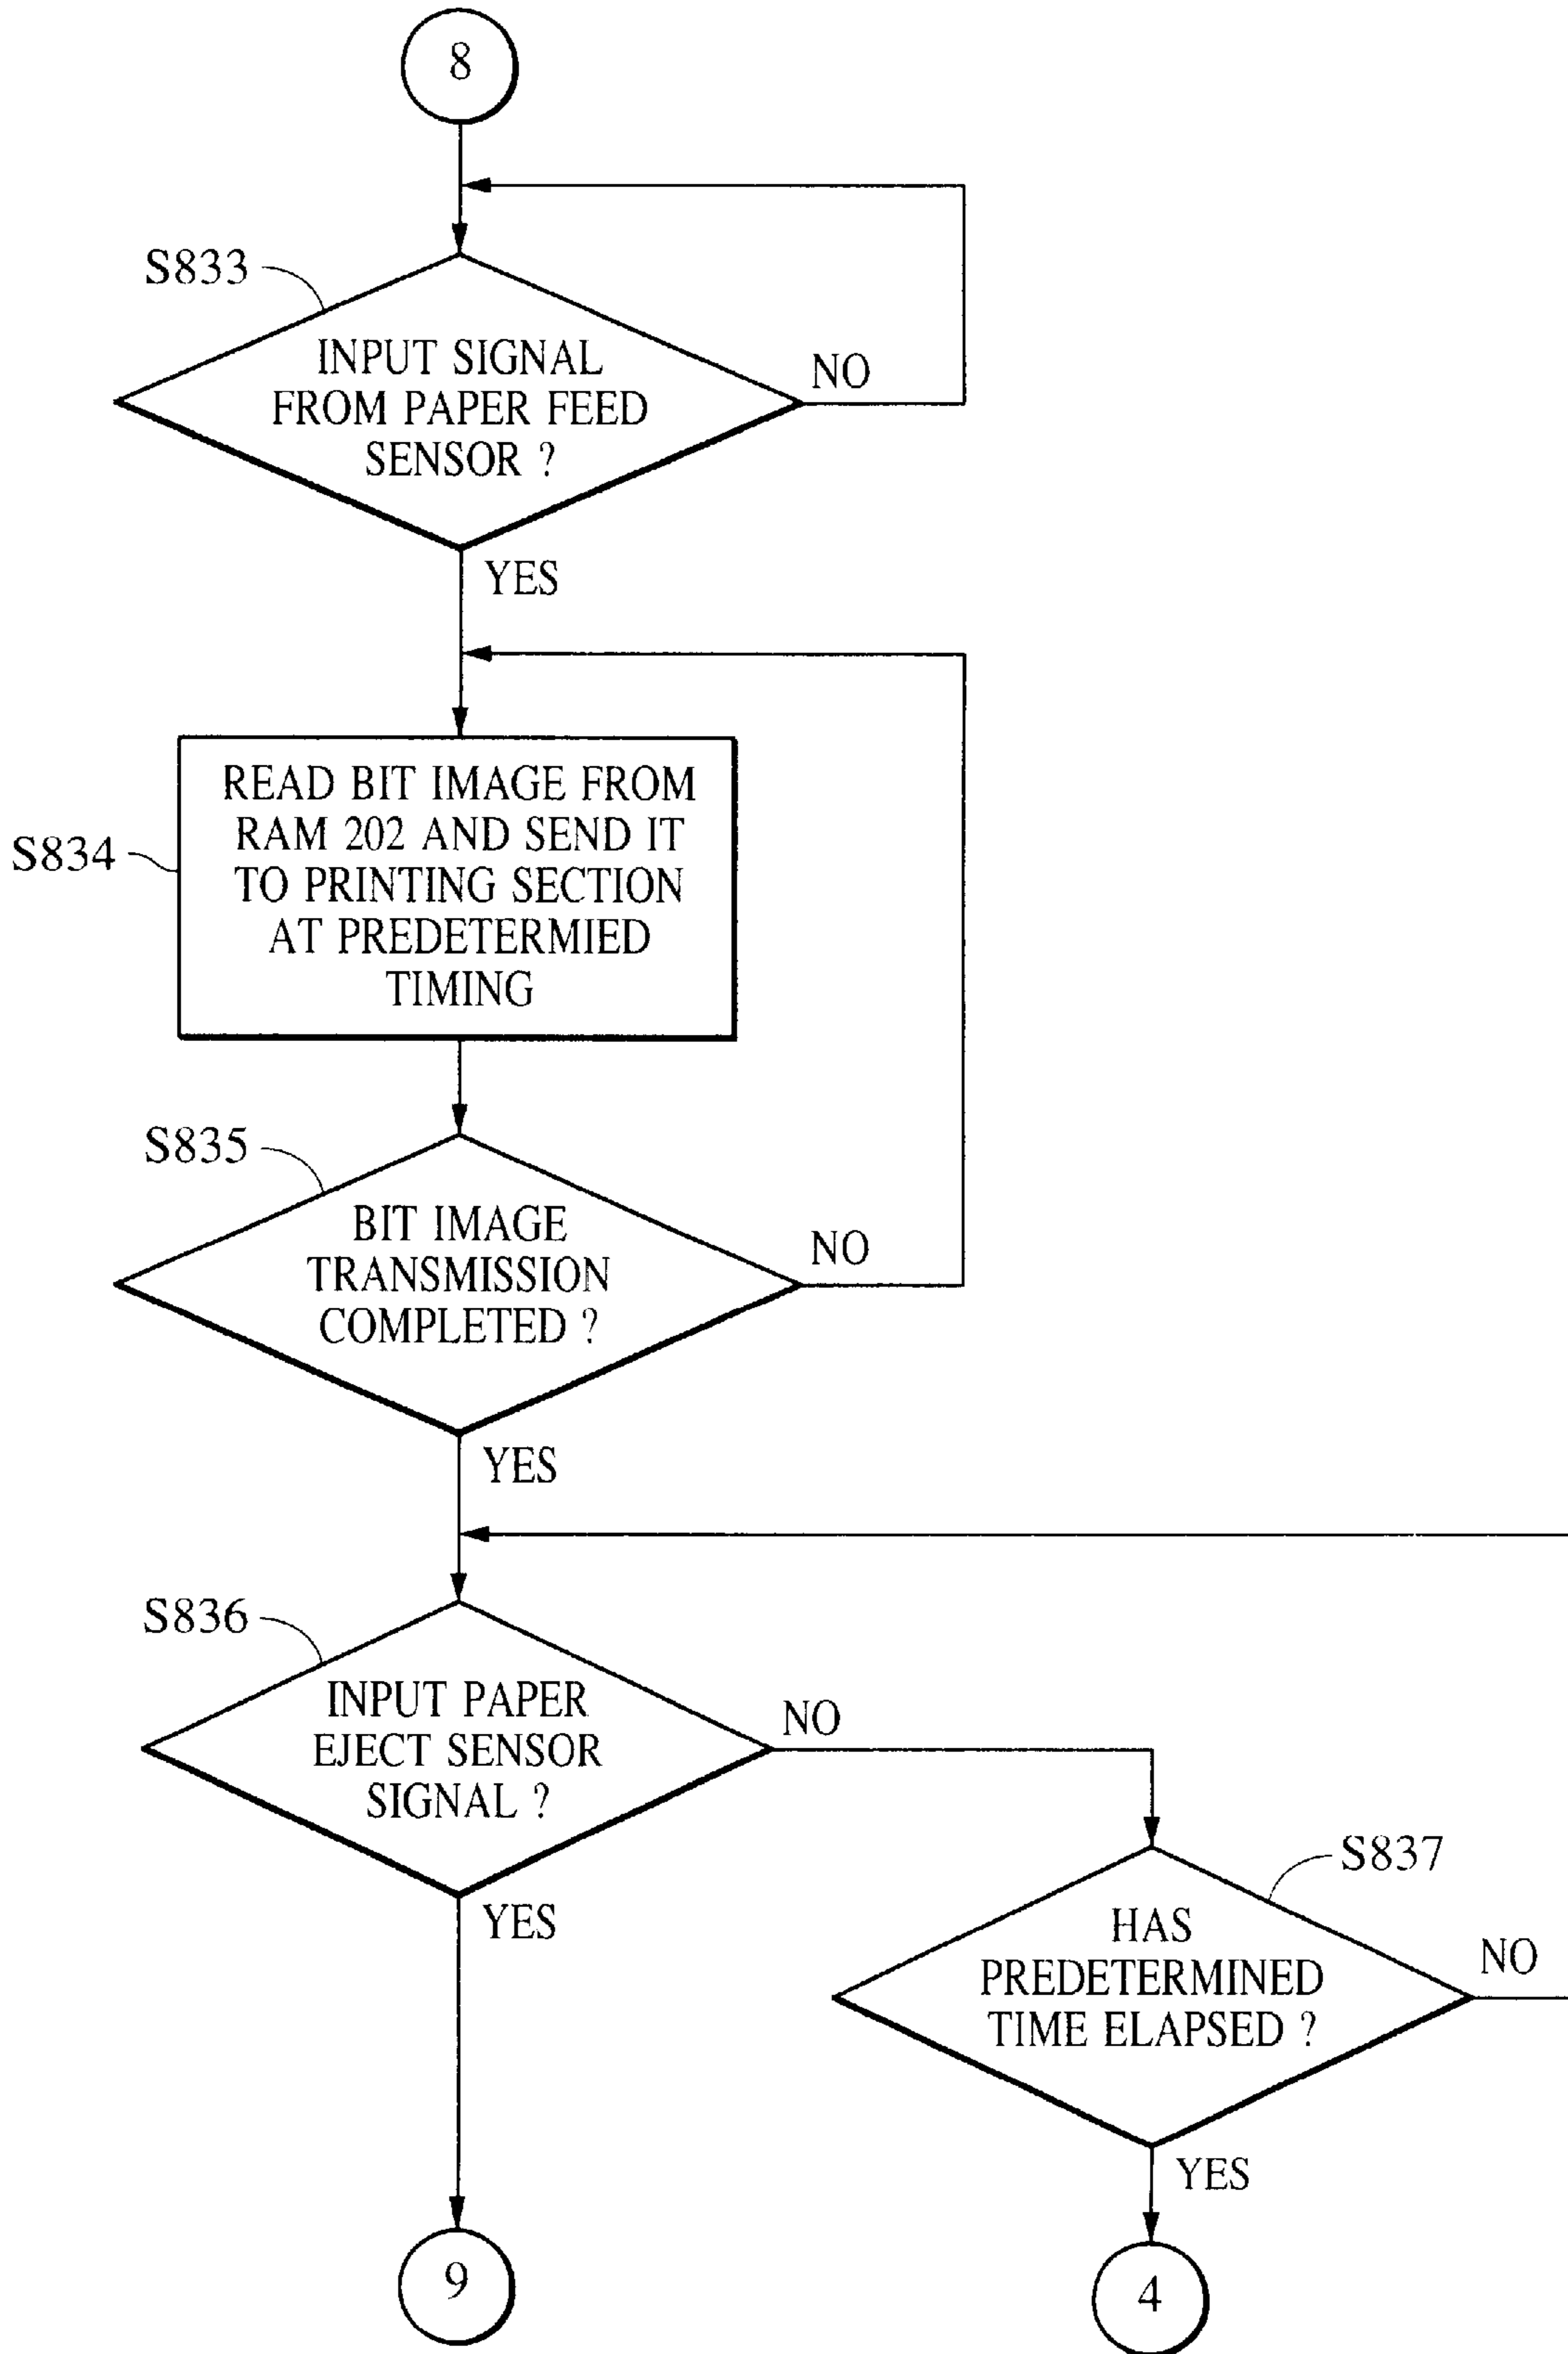 8
S833
INPUT SIGNAL
FROM PAPER FEED
SENSOR ?
NO
YES
S834
READ BIT IMAGE FROM
RAM 202 AND SEND IT
TO PRINTING SECTION
AT PREDETERMIED
TIMING
S835
BIT IMAGE
TRANSMISSION
COMPLETED ?
NO
YES
S836
INPUT PAPER
EJECT SENSOR
SIGNAL ?
NO
YES
S837
HAS
PREDETERMINED
TIME ELAPSED ?
NO
YES
9
4